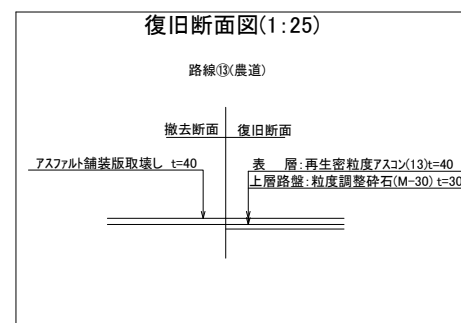 復旧断面図(1:25)
路線⑬(農道)
撤去断面 復旧断面
アスファルト舗装版取壊し t=40
表　層:再生密粒度アスコン(13)t=40
上層路盤:粒度調整砕石(M-30) t=30